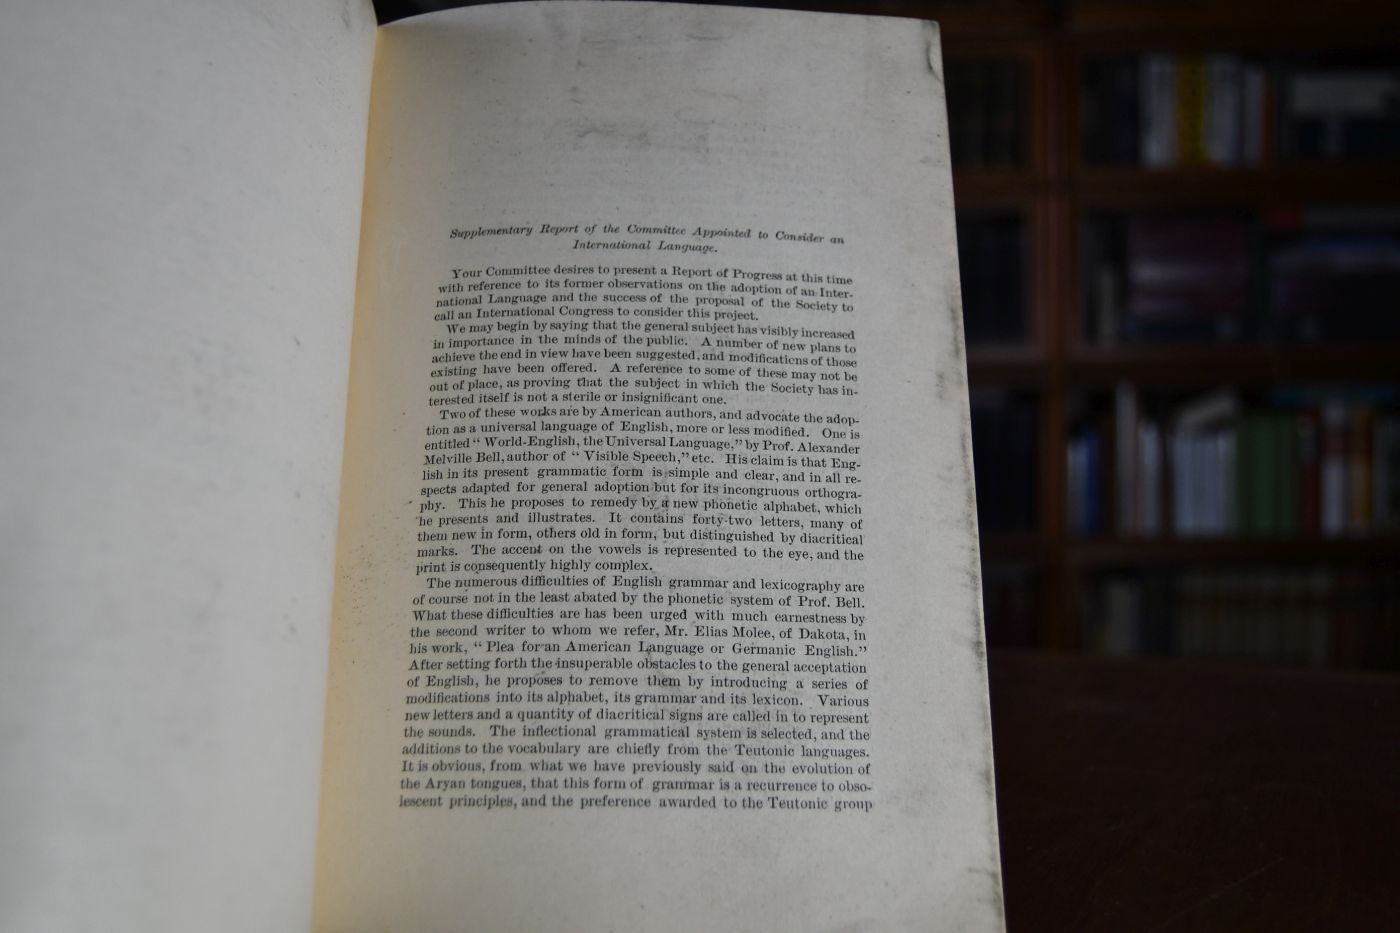 Supplementary Report of the Committee Appointed to Consider an
International Language.
Your Committee desires to present a Report of Progress at this time
with reference to its former observations on the adoption of an Inter-
national Language and the success of the proposal of the Society to
call an International Congress to consider this project.
We may begin by saying that the general subject has visibly increased
in importance in the minds of the public. A number of new plans to
achieve the end in view have been suggested, and modifications of those
existing have been offered. A reference to some of these may not be
out of place, as proving that the subject in which the Society has in-
terested itself is not a sterile or insignificant one.
Two of these works are by American authors, and advocate the adop-
tion as a universal language of English, more or less modified. One is
entitled “ World-English, the Universal Language,” by Prof. Alexander
Melville Bell, author of “ Visible Speech,” etc. His claim is that Eng-
lish in its present grammatic form is simple and clear, and in all re-
spects adapted for general adoption but for its incongruous orthogra-
phy. This he proposes to remedy by a new phonetic alphabet, which
he presents and illustrates. It contains forty-two letters, many of
them new in form, others old in form, but distinguished by diacritical
marks. The accent on the vowels is represented to the eye, and the
print is consequently highly complex.
The numerous difficulties of English grammar and lexicography are
of course not in the least abated by the phonetic system of Prof. Bell.
What these difficulties are has been urged with much earnestness by
the second writer to whom we refer, Mr. Elias Molee, of Dakota, in
his work, “ Plea for an American Language or Germanic English.”
After setting forth the insuperable obstacles to the general acceptation
of English, he proposes to remove them by introducing a series of
modifications into its alphabet, its grammar and its lexicon. Various
new letters and a quantity of diacritical signs are called in to represent
the sounds. The inflectional grammatical system is selected, and the
additions to the vocabulary are chiefly from the Teutonic languages.
It is obvious, from what we have previously said on the evolution of
the Aryan tongues, that this form of grammar is a recurrence to obso-
lescent principles, and the preference awarded to the Teutonic group